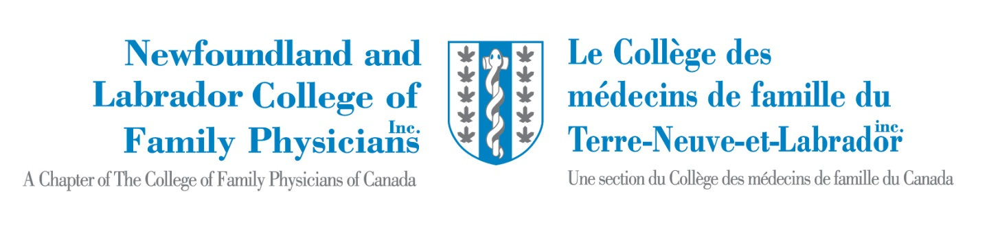 Newfoundland and
Labrador College of
Family Physicians Inc.
A Chapter of The College of Family Physicians of Canada
Le Collège des
médecins de famille du
Terre-Neuve-et-Labrador inc.
Une section du Collège des médecins de famille du Canada